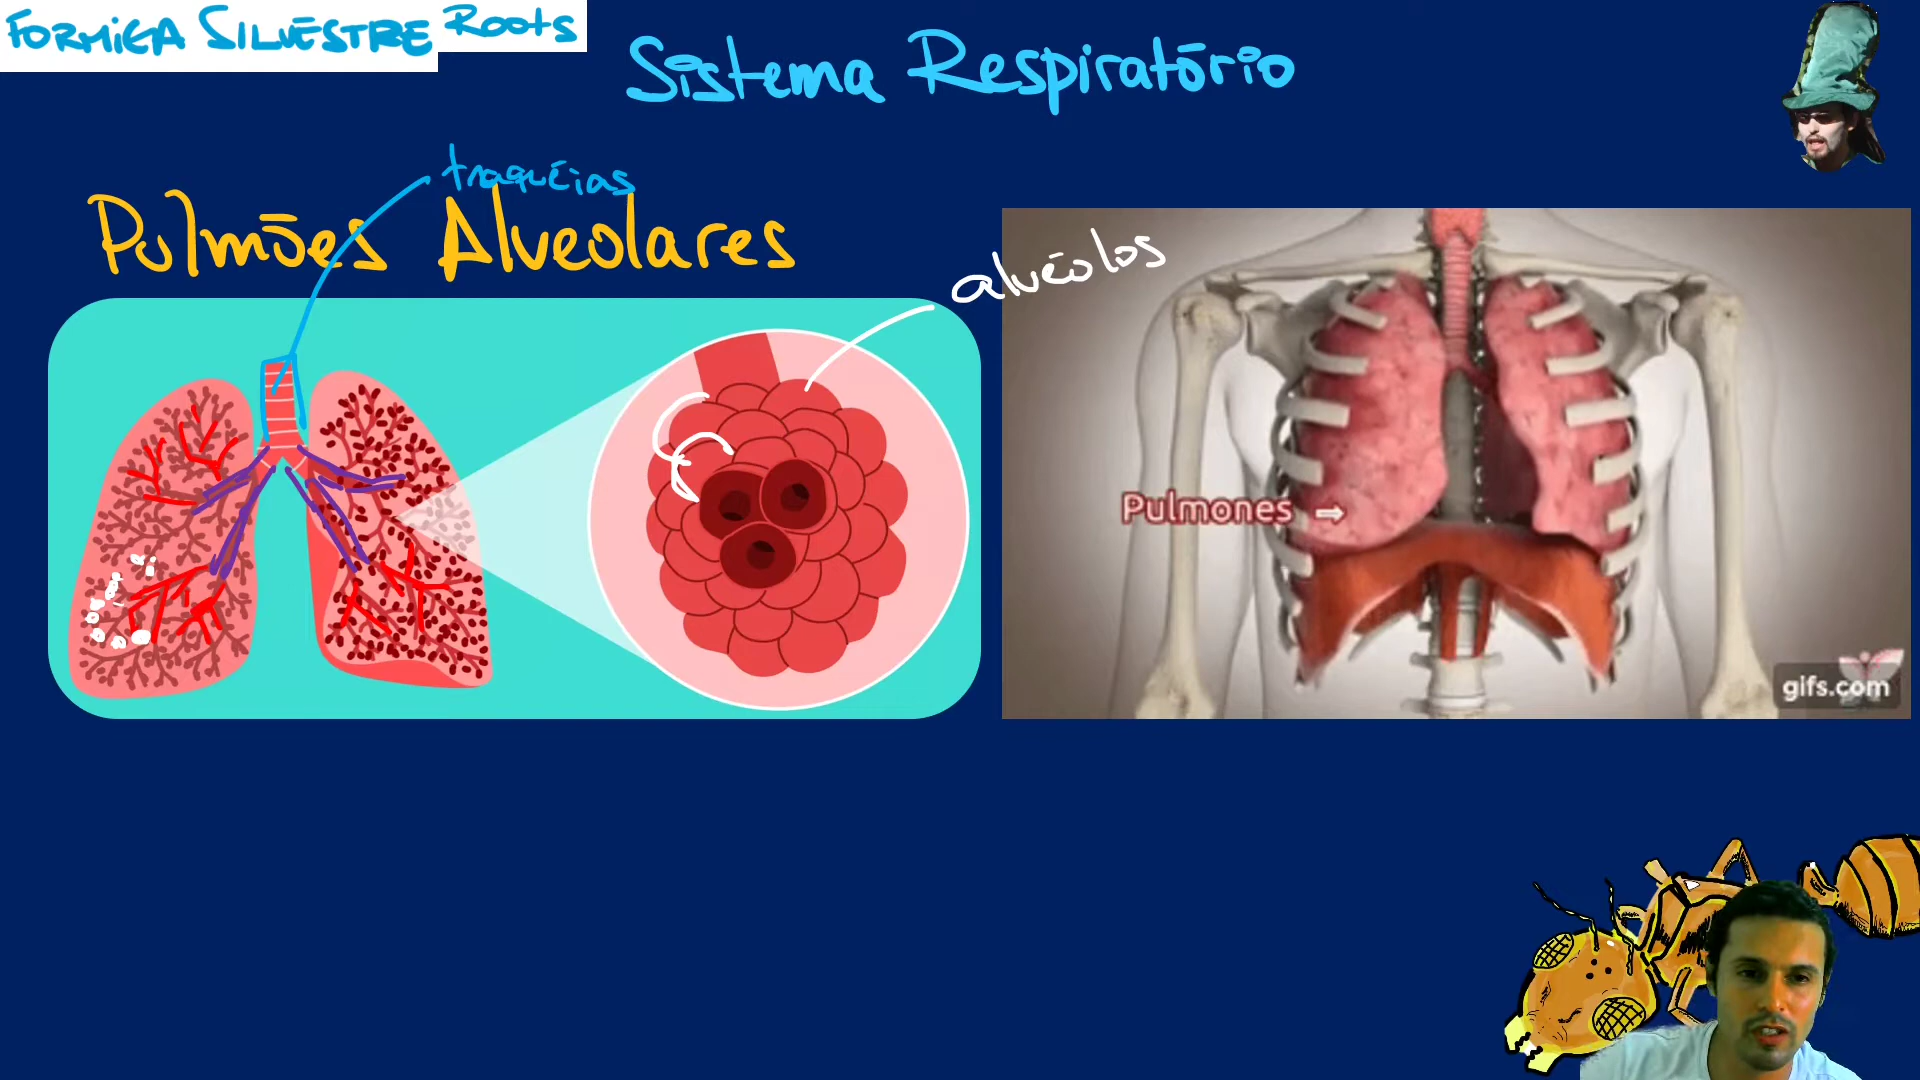 FORMIGA SILVESTRE Roots
Sistema Respiratório
traquéias
Pulmões Alveolares
alvéolos
Pulmones ⇨
gifs.com